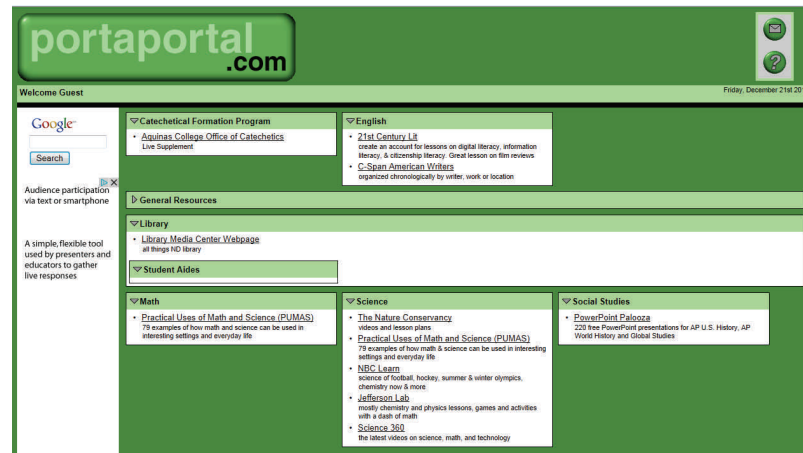 portaportal
.com
Welcome Guest
Friday, December 21st 20
Google
Search
Audience participation
via text or smartphone
A simple, flexible tool
used by presenters and
educators to gather
live responses
Catechetical Formation Program
Aquinas College Office of Catechetics
Live Supplement
English
21st Century Lit
create an account for lessons on digital literacy, information
literacy, & citizenship literacy. Great lesson on film reviews
C-Span American Writers
organized chronologically by writer, work or location
General Resources
Library
Library Media Center Webpage
all things ND library
Student Aides
Math
Practical Uses of Math and Science (PUMAS)
79 examples of how math and science can be used in
interesting settings and everyday life
Science
The Nature Conservancy
videos and lesson plans
Practical Uses of Math and Science (PUMAS)
79 examples of how math & science can be used in interesting
settings and everyday life
NBC Learn
science of football, hockey, summer & winter olympics,
chemistry now & more
Jefferson Lab
mostly chemistry and physics lessons, games and activities
with a dash of math
Science 360
the latest videos on science, math, and technology
Social Studies
PowerPoint Palooza
220 free PowerPoint presentations for AP U.S. History, AP
World History and Global Studies